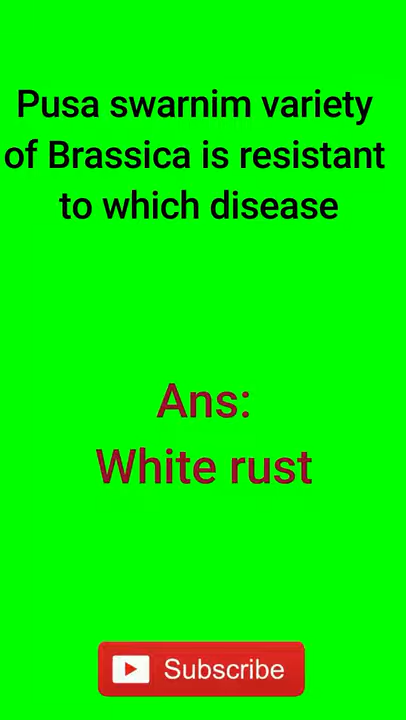 Pusa swarnim variety
of Brassica is resistant
to which disease
Ans:
White rust
Subscribe